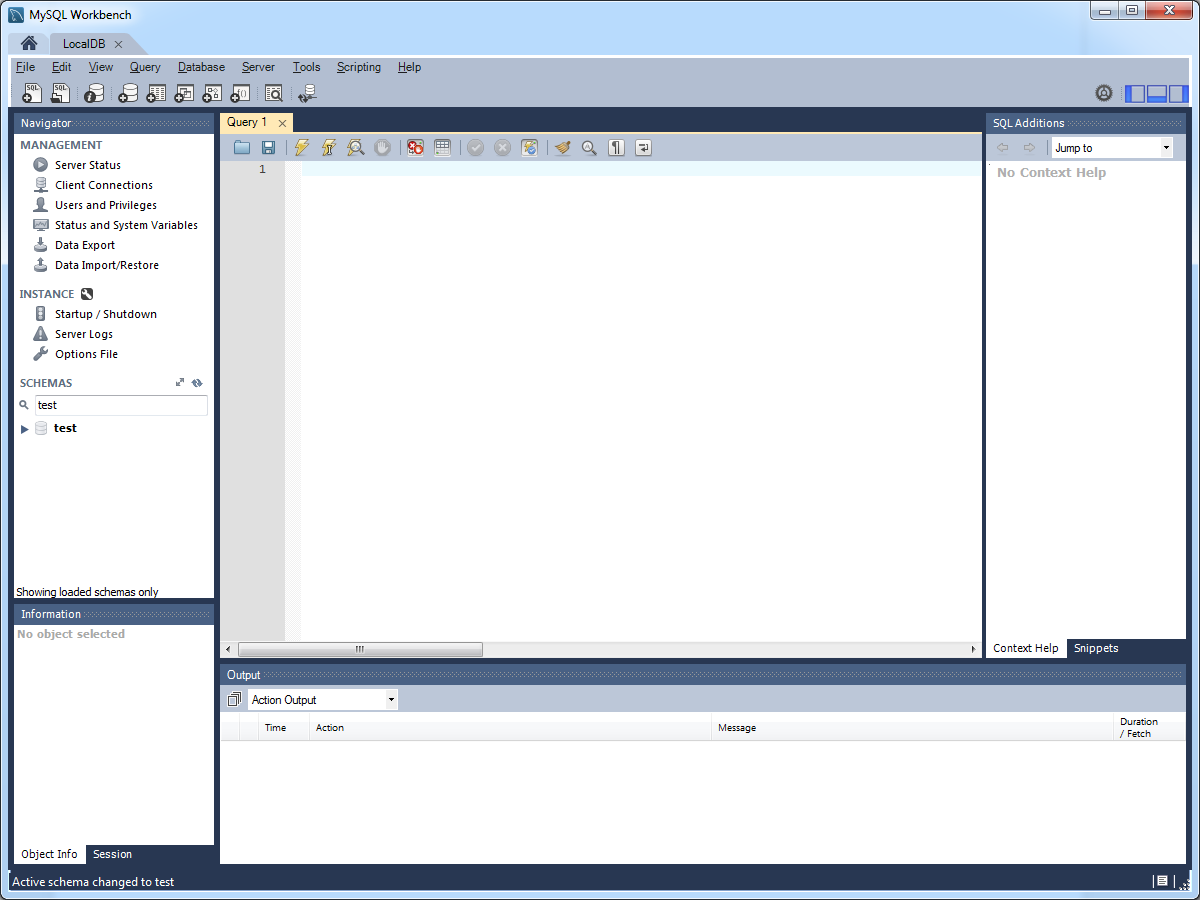 MySQL Workbench
LocalDB
File Edit View Query Database Server Tools Scripting Help
SQL SQL
Navigator
MANAGEMENT
Server Status
Client Connections
Users and Privileges
Status and System Variables
Data Export
Data Import/Restore
INSTANCE
Startup / Shutdown
Server Logs
Options File
SCHEMAS
test
test
Showing loaded schemas only
Information
No object selected
Object Info Session
Query 1
1
SQL Additions
Jump to
No Context Help
Context Help Snippets
Output
Action Output
Time Action Message Duration / Fetch
Active schema changed to test